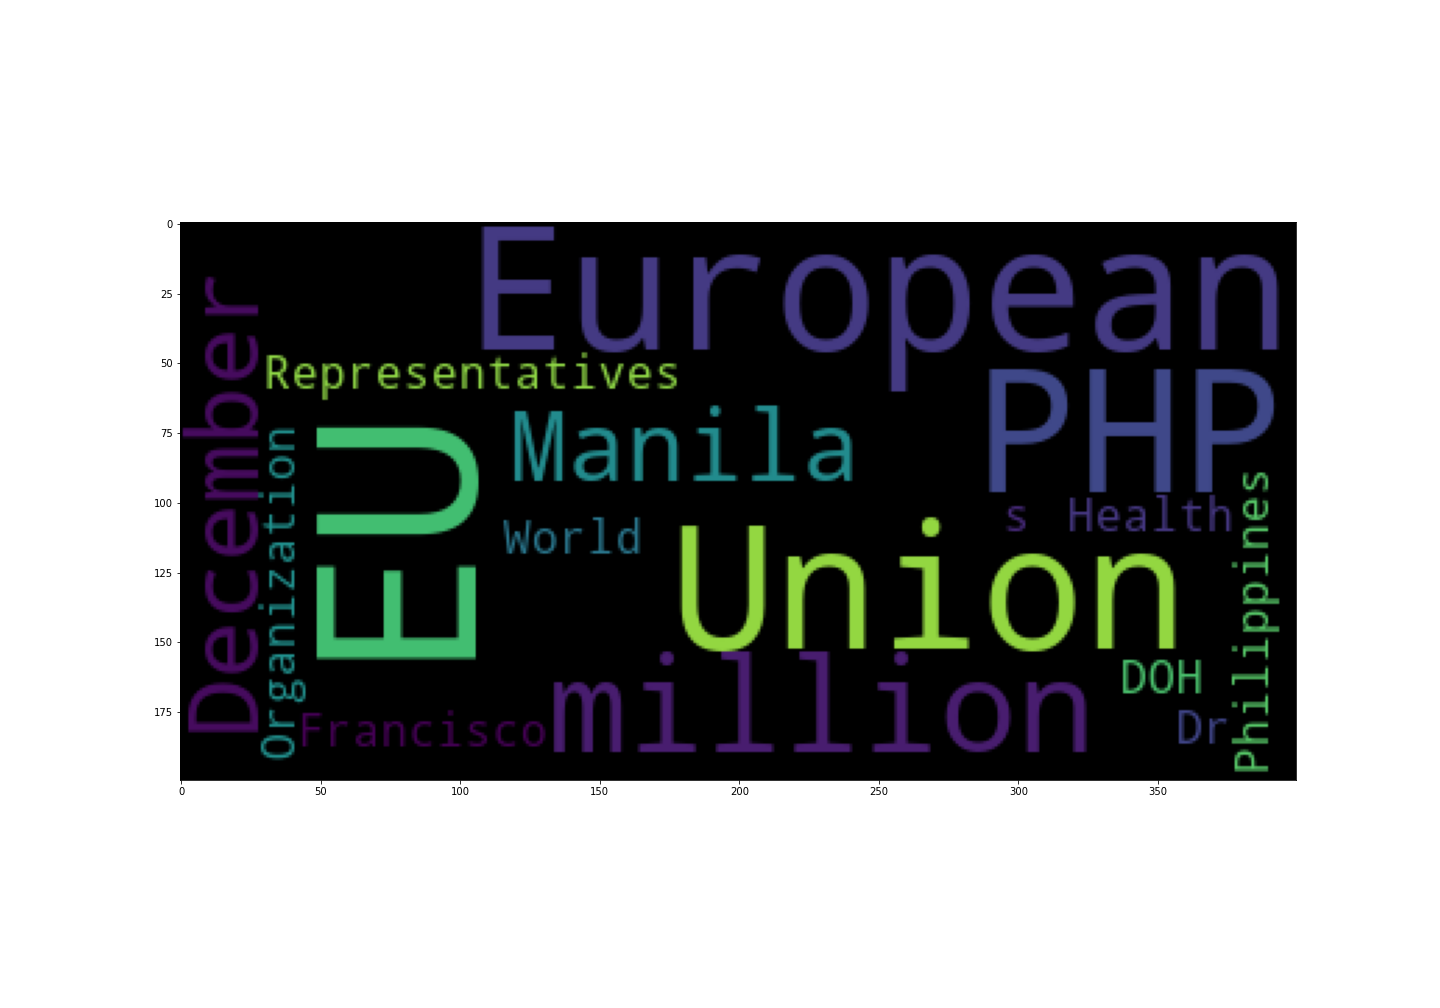 European
December
Representatives
PHP
Manila
EU
Organization
s Health
World
Union
Philippines
million
DOH
Francisco
Dr
0
25
50
75
100
125
150
175
0 50 100 150 200 250 300 350